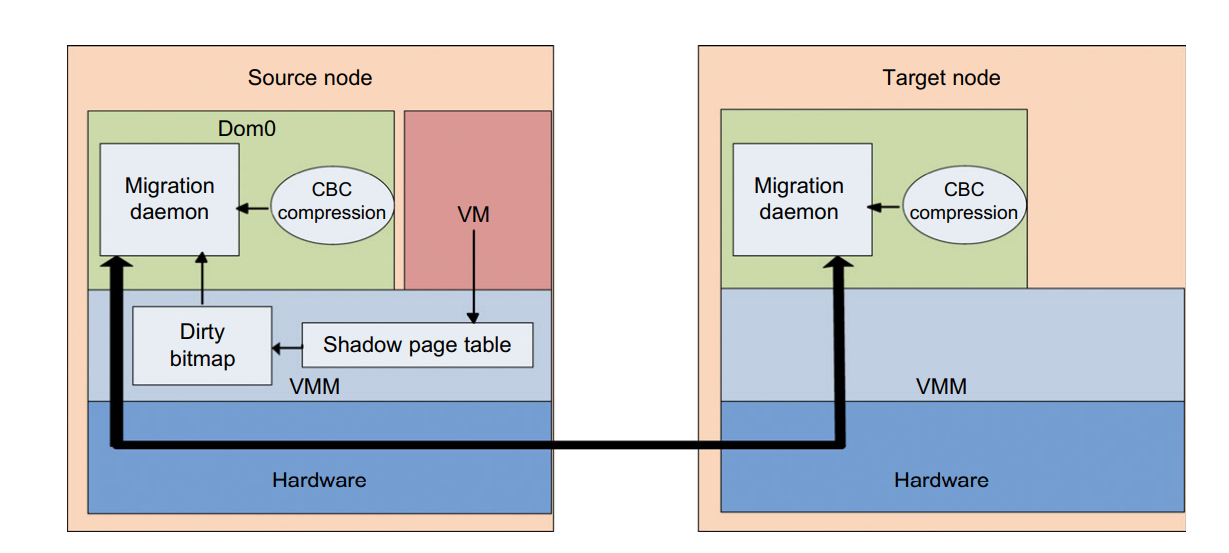 Source node
Dom0
Migration
daemon
CBC
compression
VM
Dirty
bitmap
Shadow page table
VMM
Hardware
Target node
Migration
daemon
CBC
compression
VMM
Hardware